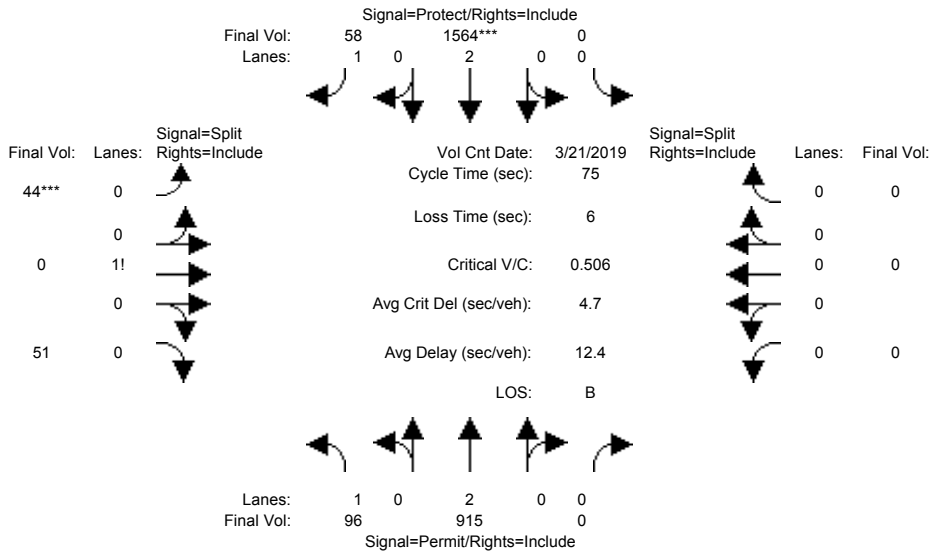 Signal=Protect/Rights=Include
Final Vol: 58 1564*** 0
Lanes: 1 0 2 0 0
Signal=Split Signal=Split
Final Vol: Lanes: Rights=Include Vol Cnt Date: 3/21/2019 Rights=Include Lanes: Final Vol:
Cycle Time (sec): 75
44*** 0 0 0
Loss Time (sec): 6
0 0
0 1! Critical V/C: 0.506 0 0
0 Avg Crit Del (sec/veh): 4.7 0
51 0 Avg Delay (sec/veh): 12.4 0 0
LOS: B
Lanes: 1 0 2 0 0
Final Vol: 96 915 0
Signal=Permit/Rights=Include